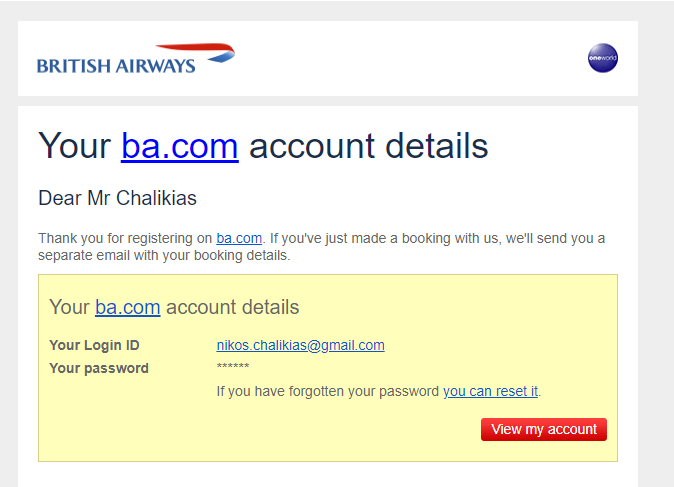 BRITISH AIRWAYS
oneworld
Your ba.com account details
Dear Mr Chalikias
Thank you for registering on ba.com. If you've just made a booking with us, we'll send you a
separate email with your booking details.
Your ba.com account details
Your Login ID nikos.chalikias@gmail.com
Your password ******
If you have forgotten your password you can reset it.
View my account